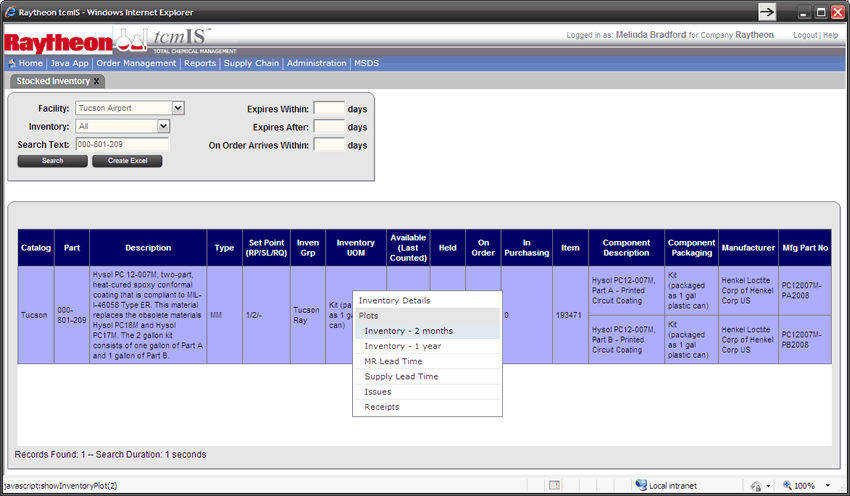 Raytheon tcmIS - Windows Internet Explorer
Raytheon tcmIS™
TOTAL CHEMICAL MANAGEMENT
Logged in as: Melinda Bradford for Company Raytheon Logout | Help
Home | Java App | Order Management | Reports | Supply Chain | Administration | MSDS
Stocked Inventory x
Facility: Tucson Airport Expires Within: days
Inventory: All Expires After: days
Search Text: 000-801-209 On Order Arrives Within: days
Search Create Excel
Catalog Part Description Type Set Point (RP/SL/RQ) Inven Grp Inventory UOM Available (Last Counted) Held On Order In Purchasing Item Component Description Component Packaging Manufacturer Mfg Part No
Tucson
000-801-209
Hysol PC 12-007M, two-part,
heat-cured epoxy conformal
coating that is compliant to MIL-
I-46058 Type ER. This material
replaces the obsolete materials
Hysol PC16M and Hysol
PC17M. The 2 gallon kit
consists of one gallon of Part A
and 1 gallon of Part B.
MM
1/2/-
Tucson
Ray
Kit (pa
as 1 gal
can)
0
193471
Hysol PC12-007M,
Part A - Printed
Circuit Coating
Kit
(packaged
as 1 gal
plastic can)
Henkel Loctite
Corp of Henkel
Corp US
PC12007M-
PA2008
Hysol PC12-007M,
Part B - Printed
Circuit Coating
Kit
(packaged
as 1 gal
plastic can)
Henkel Loctite
Corp of Henkel
Corp US
PC12007M-
PB2008
Inventory Details
Plots
Inventory - 2 months
Inventory - 1 year
MR Lead Time
Supply Lead Time
Issues
Receipts
Records Found: 1 -- Search Duration: 1 seconds
javascript:showInventoryPlot(2) Local intranet 100%